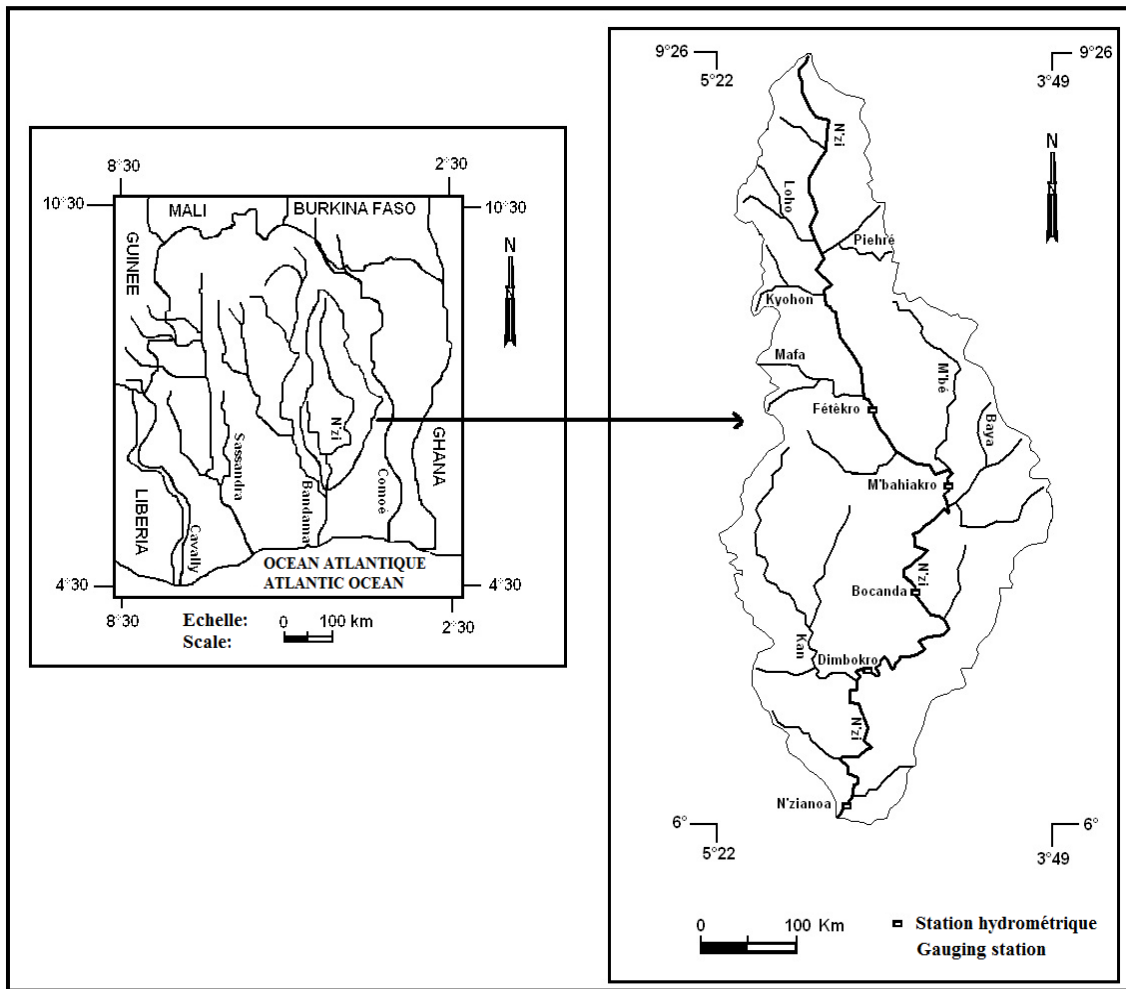 8°30
2°30
10°30
10°30
MALI
BURKINA FASO
GUINEE
N
N'zi
Sassandra
Bandama
Comoé
GHANA
LIBERIA
Cavally
OCEAN ATLANTIQUE
ATLANTIC OCEAN
4°30
4°30
8°30
2°30
Echelle:
Scale:
0
100 km
9°26
5°22
9°26
3°49
N
N'zi
Loho
Piehré
Kyohon
Mafa
M'bé
Fétèkro
Baya
M'bahiakro
N'zi
Bocanda
Kan
Dimbokro
N'zi
N'zianoa
6°
5°22
6°
3°49
0
100 Km
Station hydrométrique
Gauging station